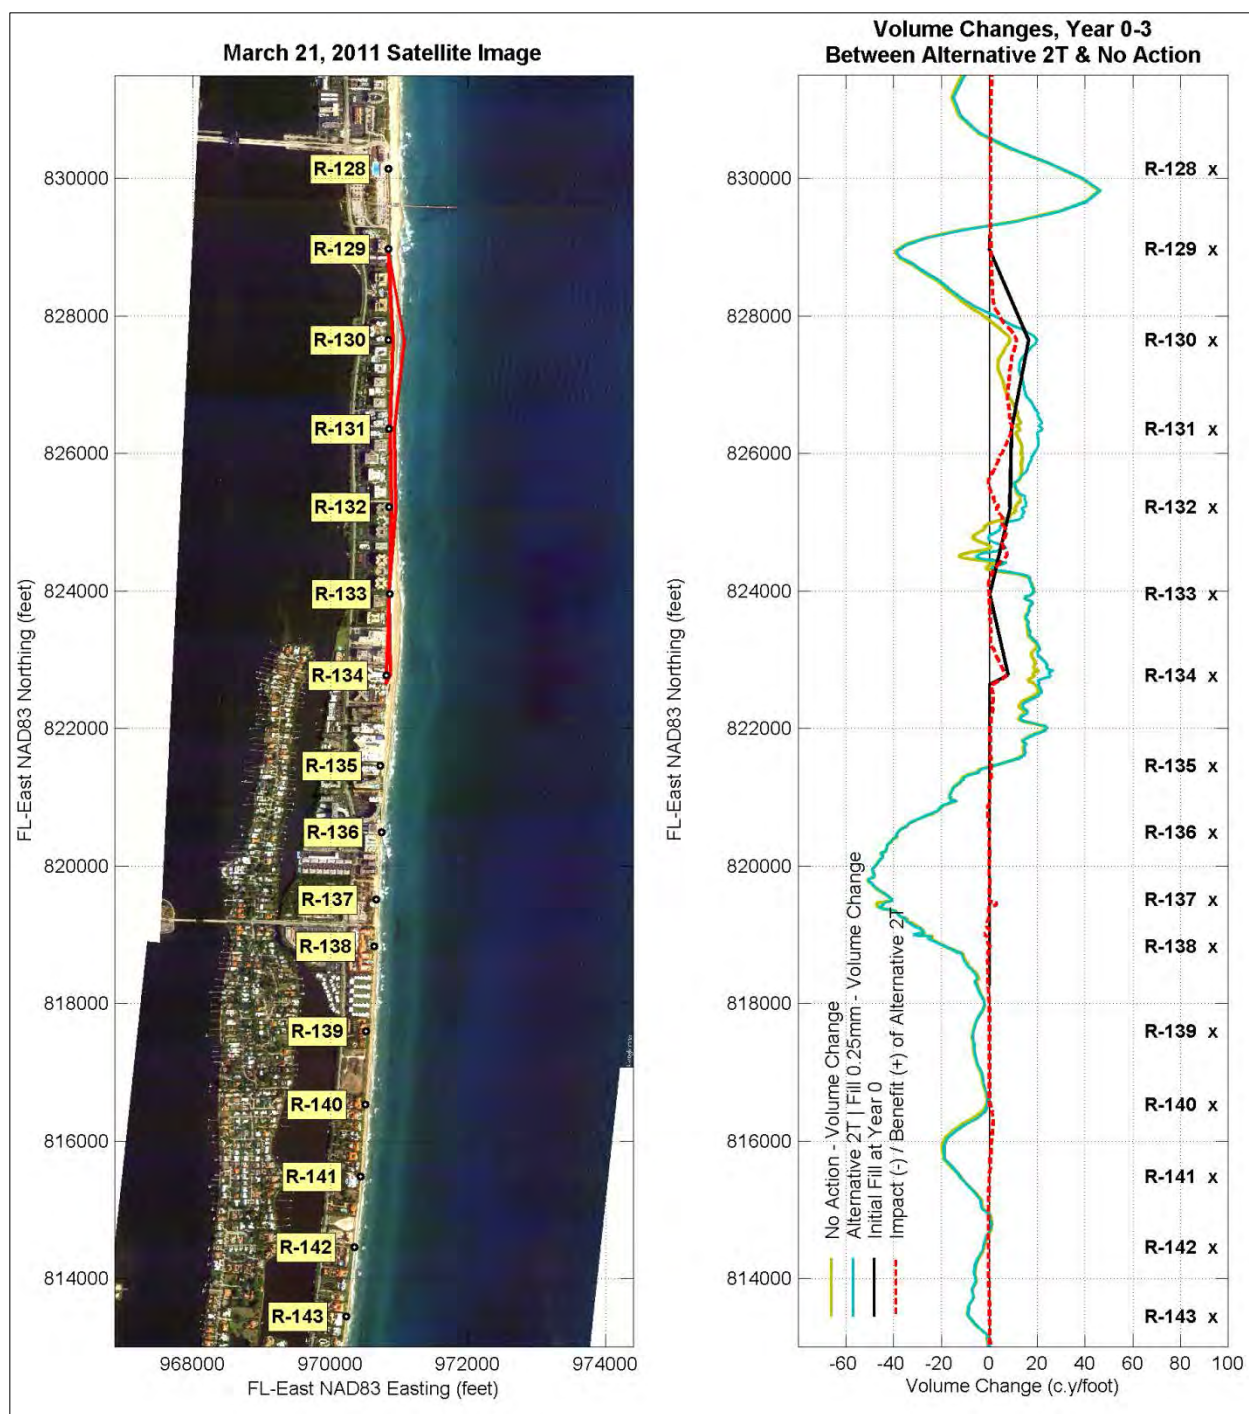 March 21, 2011 Satellite Image
FL-East NAD83 Northing (feet)
830000
828000
826000
824000
822000
820000
818000
816000
814000
R-128
R-129
R-130
R-131
R-132
R-133
R-134
R-135
R-136
R-137
R-138
R-139
R-140
R-141
R-142
R-143
968000 970000 972000 974000
FL-East NAD83 Easting (feet)
Volume Changes, Year 0-3
Between Alternative 2T & No Action
FL-East NAD83 Northing (feet)
830000
828000
826000
824000
822000
820000
818000
816000
814000
R-128 x
R-129 x
R-130 x
R-131 x
R-132 x
R-133 x
R-134 x
R-135 x
R-136 x
R-137 x
R-138 x
R-139 x
R-140 x
R-141 x
R-142 x
R-143 x
No Action - Volume Change
Alternative 2T | Fill 0.25mm - Volume Change
Initial Fill at Year 0
Impact (-) / Benefit (+) of Alternative 2T
-60 -40 -20 0 20 40 60 80 100
Volume Change (c.y/foot)